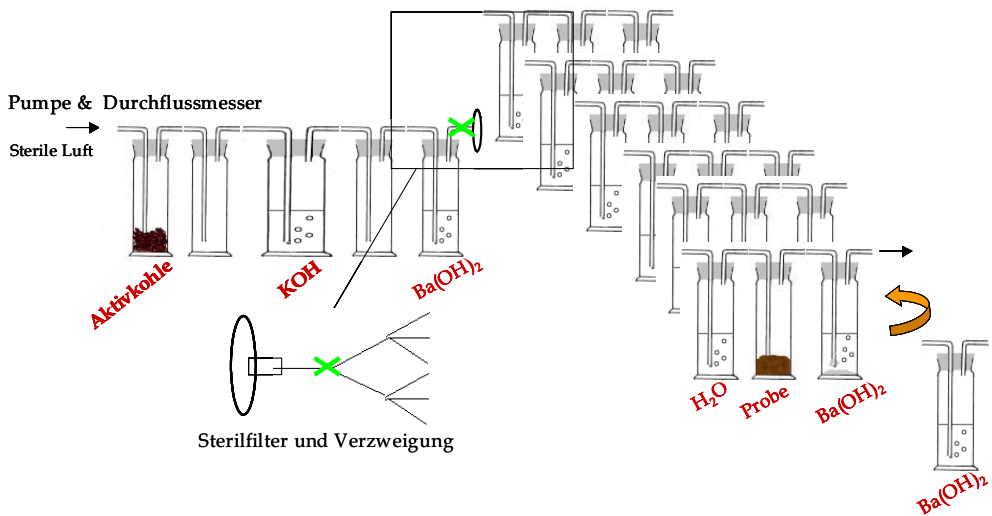 Pumpe & Durchflussmesser
Sterile Luft
Aktivkohle
KOH
Ba(OH)₂
Sterilfilter und Verzweigung
H₂O
Probe
Ba(OH)₂
Ba(OH)₂